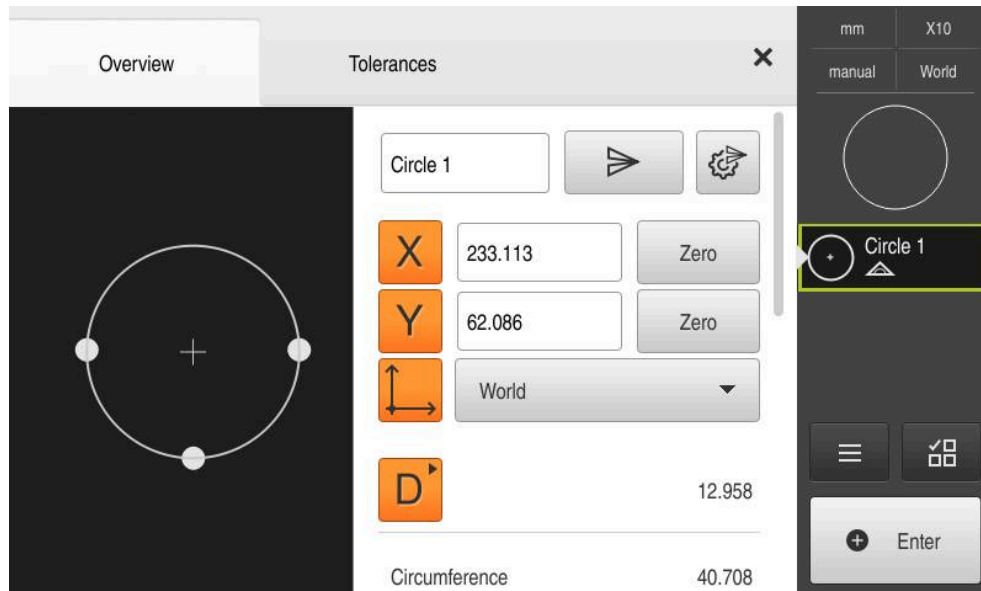 Overview
Tolerances
mm
X10
manual
World
Circle 1
X
233.113
Zero
Y
62.086
Zero
World
D
12.958
Circumference
40.708
Circle 1
Enter